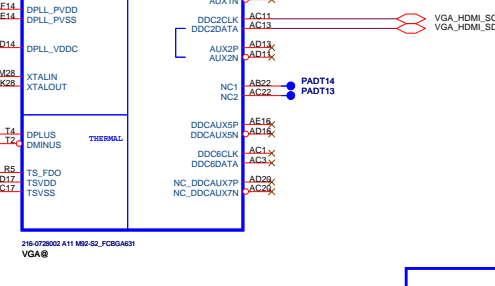 AUX1N
E14 DPLL_PVDD
E14 DPLL_PVSS
DDC2CLK AC11 VGA_HDMI_SC
DDC2DATA AC13 VGA_HDMI_SD
D14 DPLL_VDDC
AUX2P AD13
AUX2N AD11
M28 XTALIN
K28 XTALOUT
NC1 AB22 PADT14
NC2 AC22 PADT13
DDCAUX5P AE16
T4 DPLUS THERMAL DDCAUX5N AD16
T2 DMINUS
DDC6CLK AC1
DDC6DATA AC3
R5 TS_FDO
D17 TSVDD NC_DDCAUX7P AD20
C17 TSVSS NC_DDCAUX7N AC20
216-0728002 A11 M92-S2_FCBGA631
VGA@